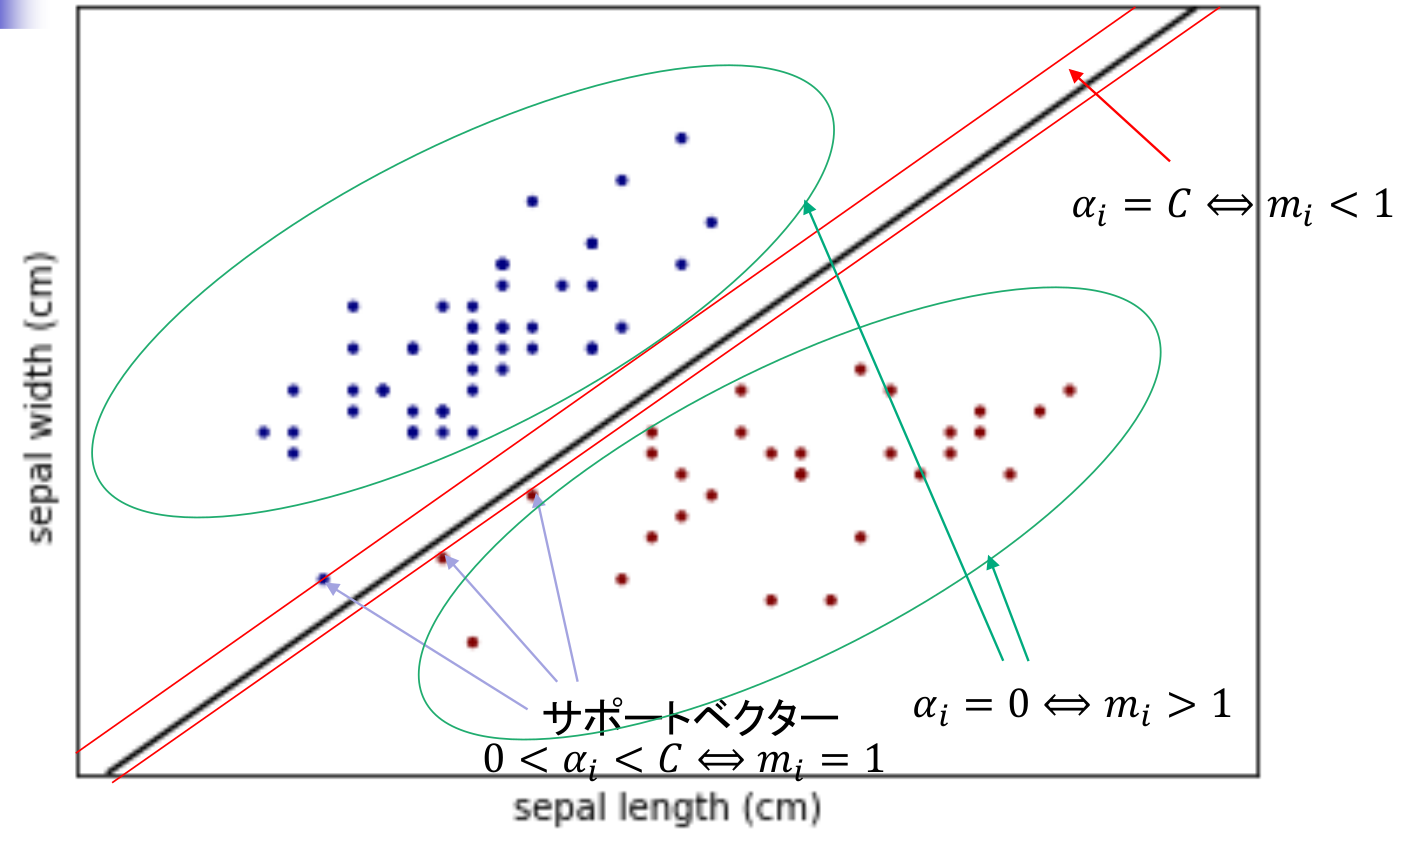 sepal width (cm)
αᵢ = C ⟺ mᵢ < 1
αᵢ = 0 ⟺ mᵢ > 1
サポートベクター
0 < αᵢ < C ⟺ mᵢ = 1
sepal length (cm)